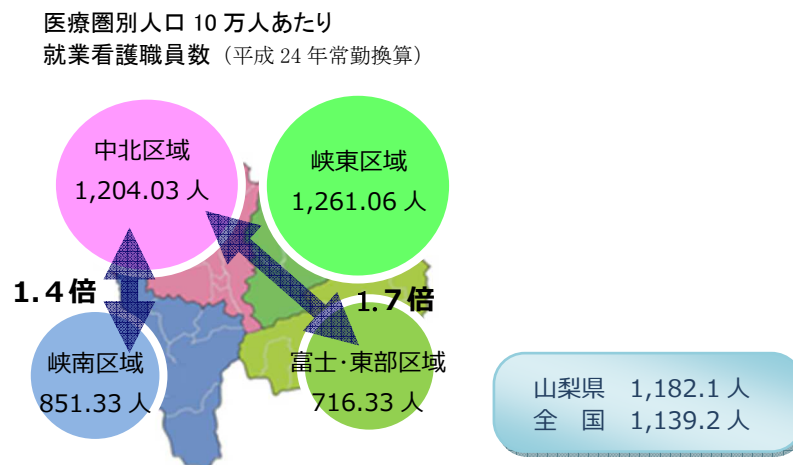 医療圏別人口 10 万人あたり
就業看護職員数（平成 24 年常勤換算）
中北区域
1,204.03 人
峡東区域
1,261.06 人
1.4倍
1.7倍
峡南区域
851.33 人
富士・東部区域
716.33 人
山梨県　1,182.1 人
全　国　1,139.2 人